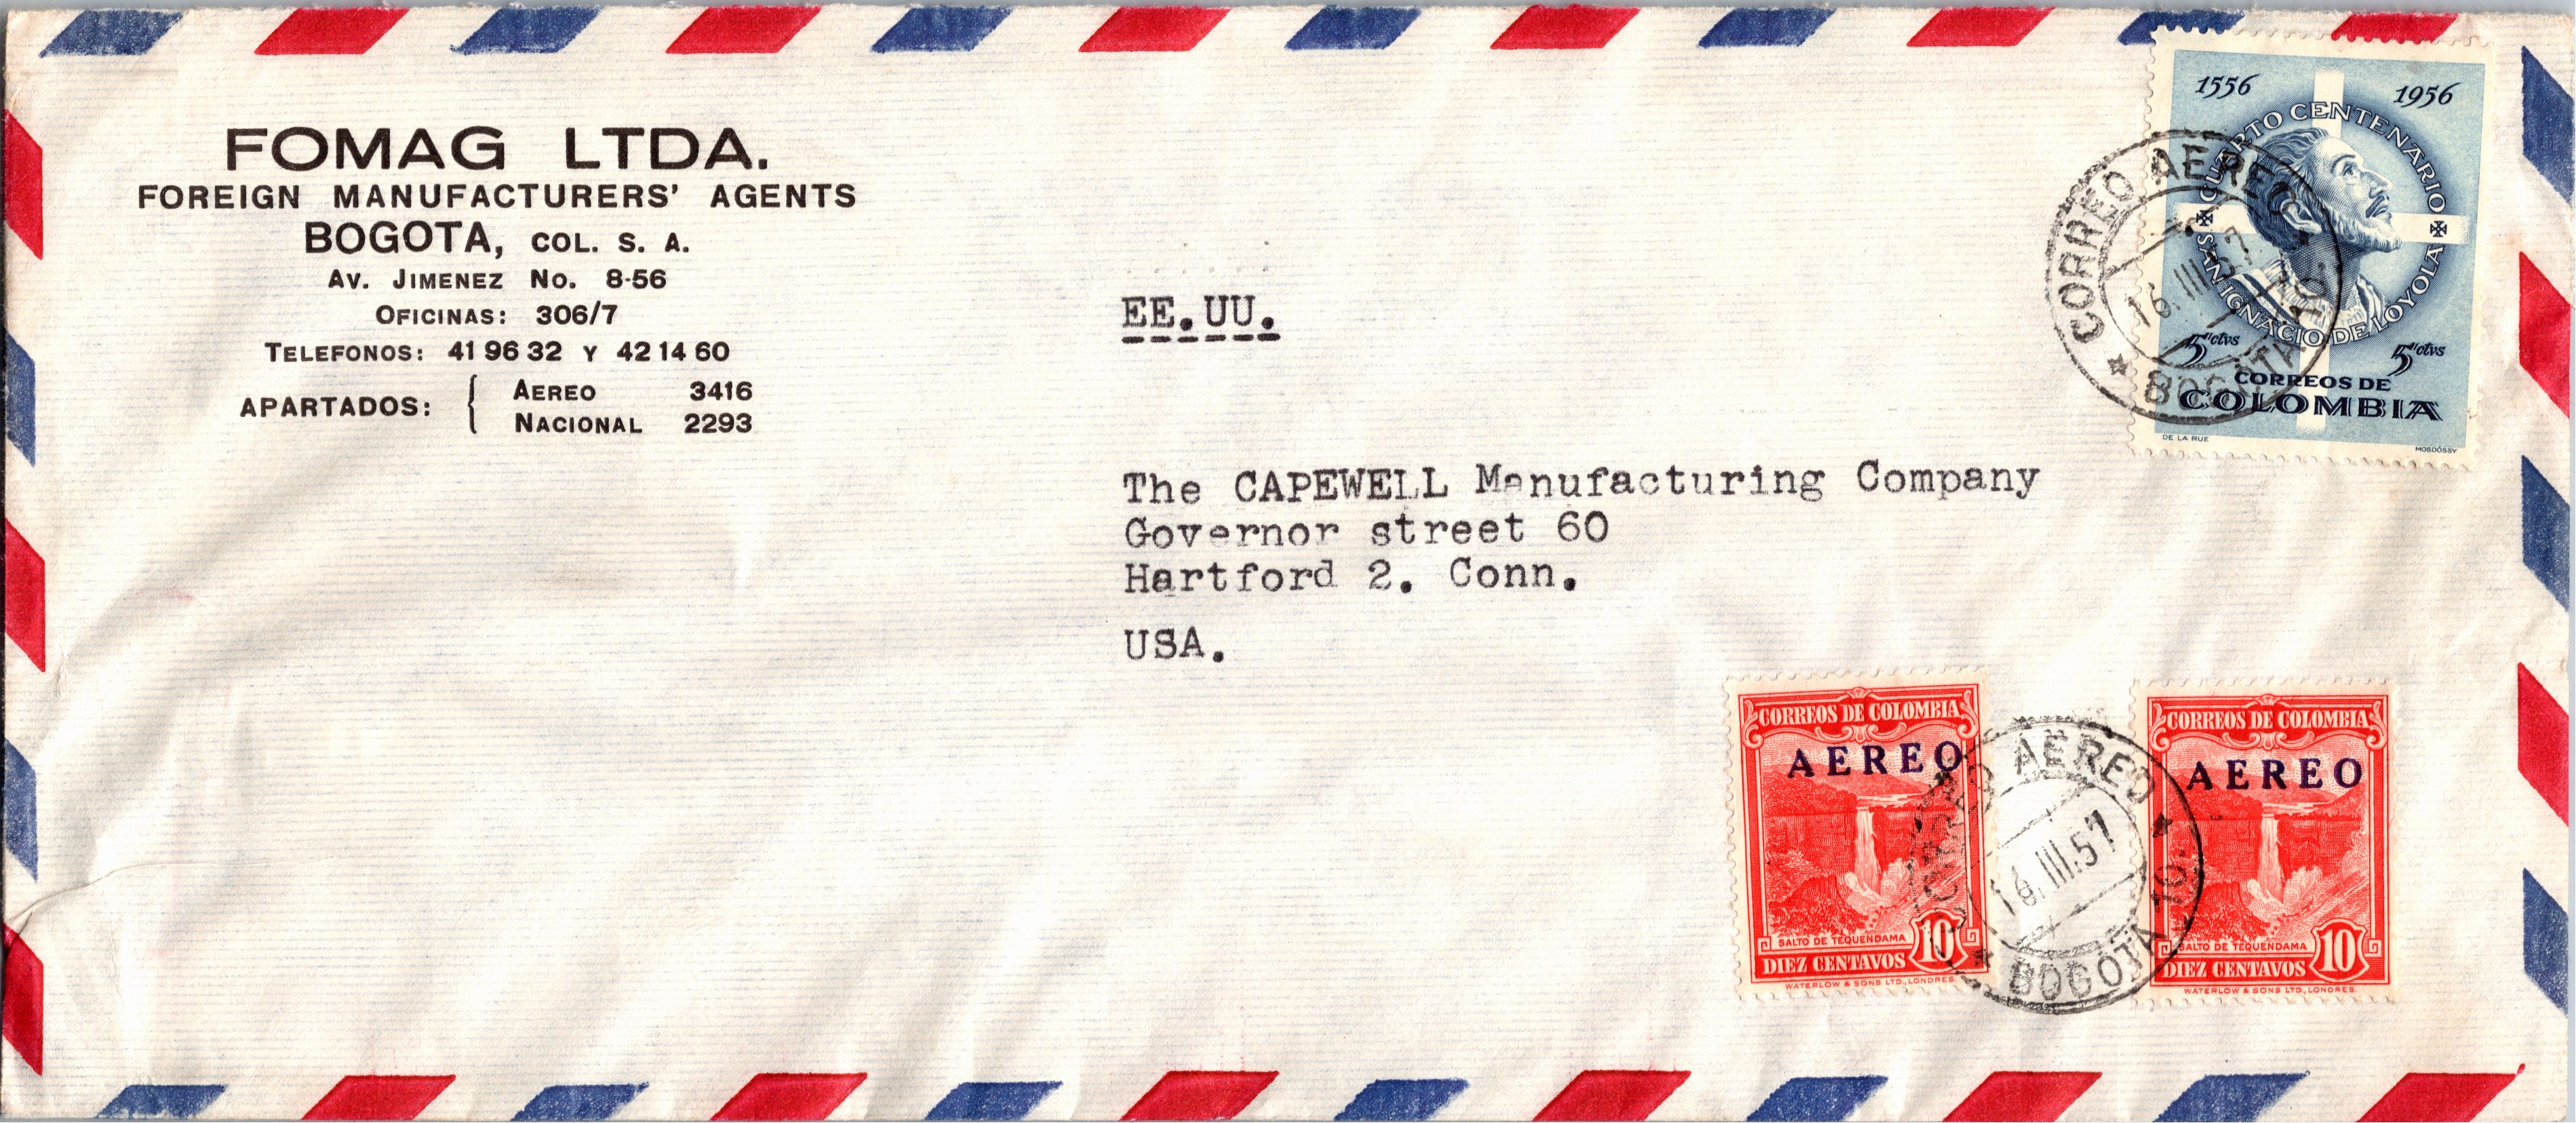 FOMAG LTDA.
FOREIGN MANUFACTURERS' AGENTS
BOGOTA, COL. S. A.
AV. JIMENEZ NO. 8-56
OFICINAS: 306/7
TELEFONOS: 41 96 32 Y 42 14 60
APARTADOS: { AEREO 3416
NACIONAL 2293
EE.UU.
The CAPEWELL Manufacturing Company
Governor street 60
Hartford 2. Conn.
USA.
1556 1956
CUARTO CENTENARIO
SAN IGNACIO DE LOYOLA
5 ctvs 5 ctvs
CORREOS DE
COLOMBIA
DE LA RUE MOSDÓSSY
CORREO AEREO
16.III.57
BOGOTA
CORREOS DE COLOMBIA
AEREO
SALTO DE TEQUENDAMA
DIEZ CENTAVOS 10
WATERLOW & SONS LTD., LONDRES.
CORREO AEREO
16.III.57
BOGOTA 10.
CORREOS DE COLOMBIA
AEREO
SALTO DE TEQUENDAMA
DIEZ CENTAVOS 10
WATERLOW & SONS LTD., LONDRES.